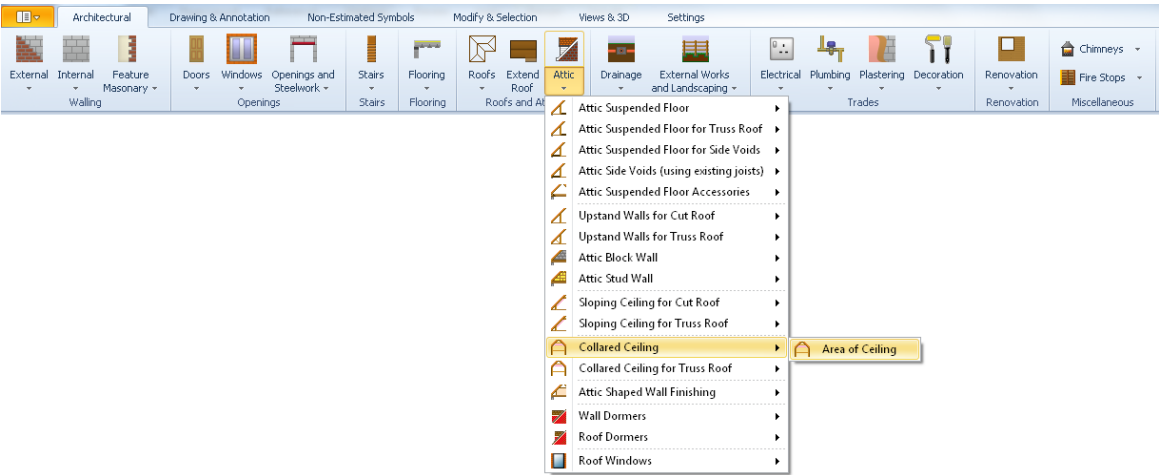 Architectural Drawing & Annotation Non-Estimated Symbols Modify & Selection Views & 3D Settings
External Internal Feature Masonary Doors Windows Openings and Steelwork Stairs Flooring Roofs Extend Roof Attic Drainage External Works and Landscaping Electrical Plumbing Plastering Decoration Renovation Chimneys
Fire Stops
Walling Openings Stairs Flooring Roofs and At Trades Renovation Miscellaneous
Attic Suspended Floor
Attic Suspended Floor for Truss Roof
Attic Suspended Floor for Side Voids
Attic Side Voids (using existing joists)
Attic Suspended Floor Accessories
Upstand Walls for Cut Roof
Upstand Walls for Truss Roof
Attic Block Wall
Attic Stud Wall
Sloping Ceiling for Cut Roof
Sloping Ceiling for Truss Roof
Collared Ceiling Area of Ceiling
Collared Ceiling for Truss Roof
Attic Shaped Wall Finishing
Wall Dormers
Roof Dormers
Roof Windows